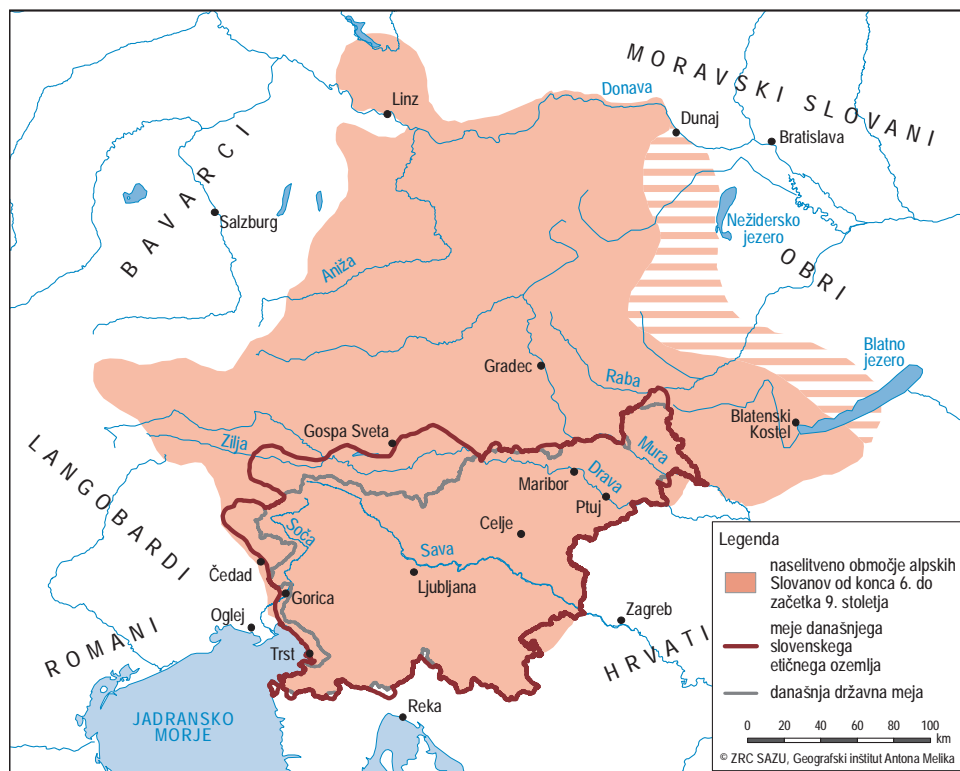 MORAVSKI SLOVANI
Linz
Donava
Dunaj
Bratislava
BAVARCI
Salzburg
Nežidersko
jezero
OBRI
Aniža
Blatno
jezero
Gradec
Raba
Blatenski
Kostel
Gospa Sveta
Zilja
Mura
LANGOBARDI
Maribor
Drava
Ptuj
Soča
Celje
Sava
Čedad
Ljubljana
Gorica
Oglej
Zagreb
ROMANI
Trst
HRVATI
Reka
JADRANSKO
MORJE
Legenda
naselitveno območje alpskih
Slovanov od konca 6. do
začetka 9. stoletja
meje današnjega
slovenskega
etičnega ozemlja
današnja državna meja
0 20 40 60 80 100
km
© ZRC SAZU, Geografski institut Antona Melika